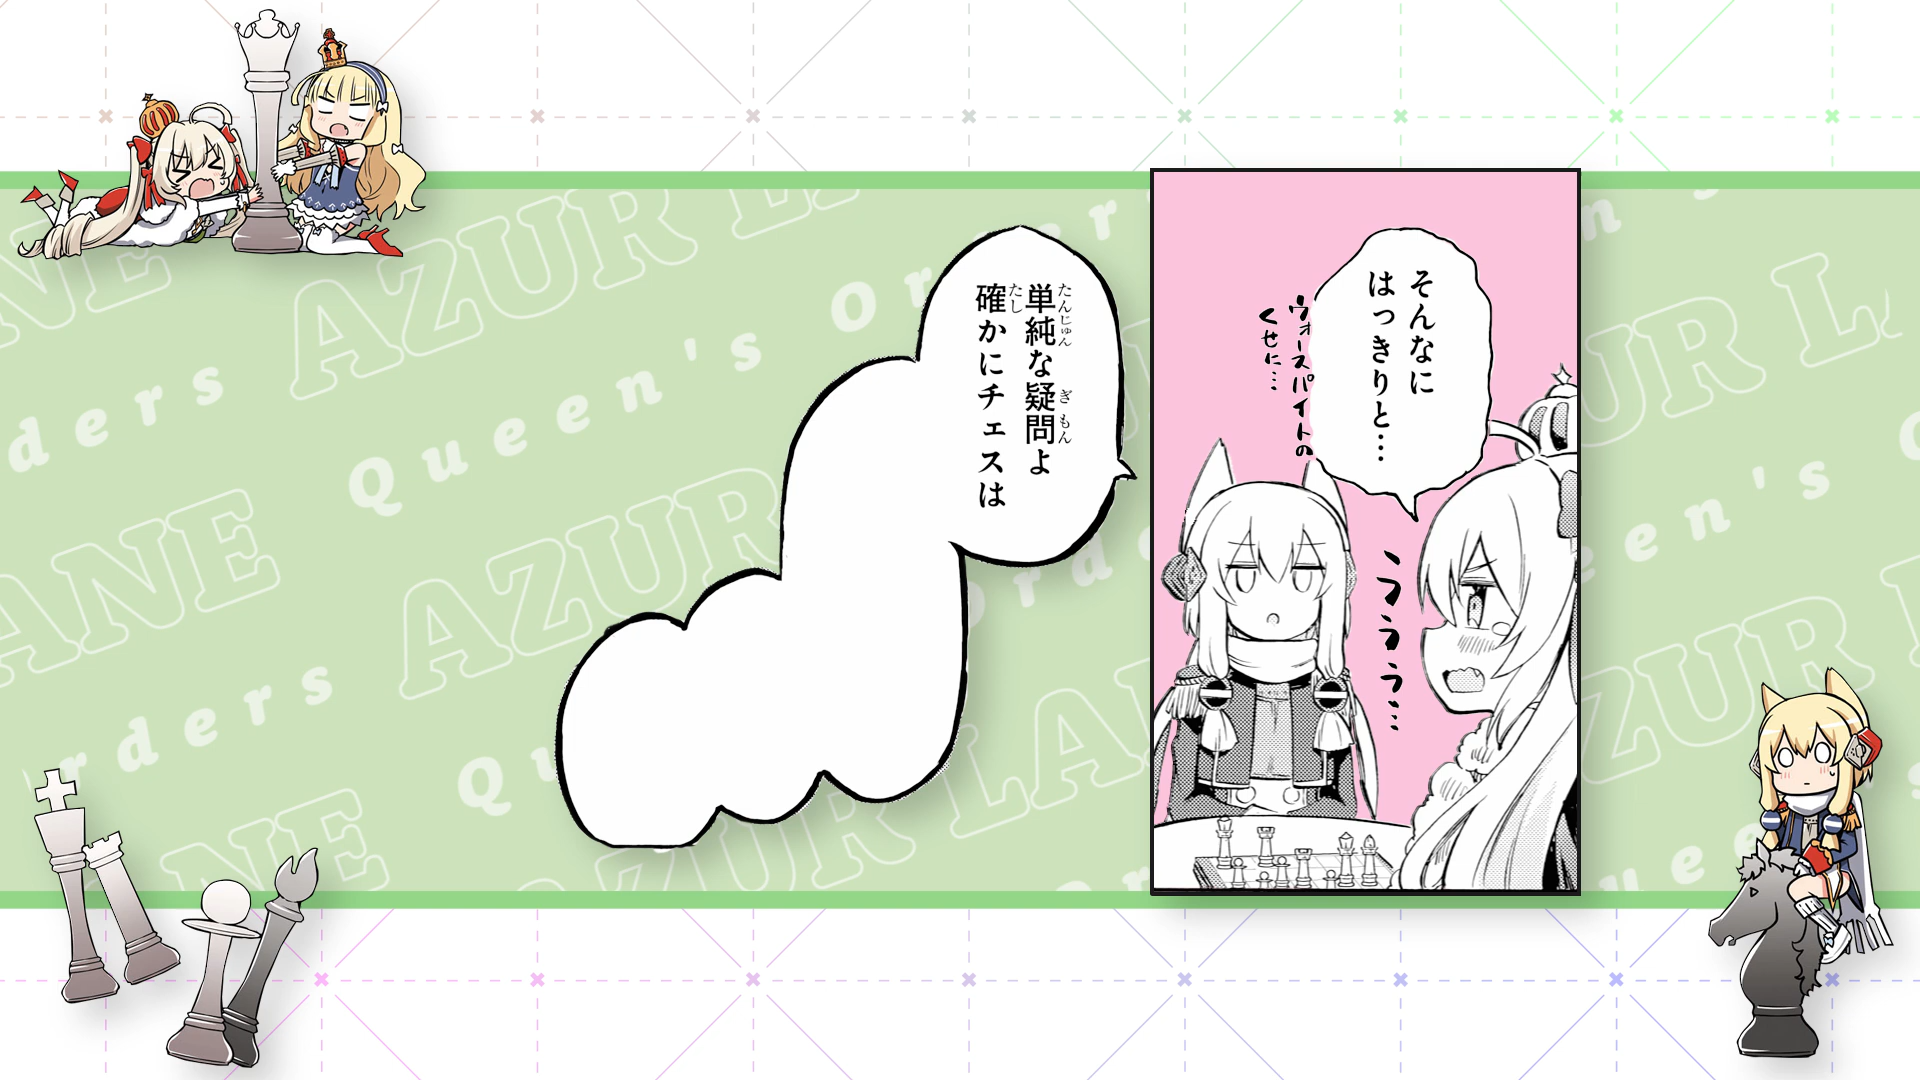 そんなに
はっきりと…
ウォースパイトの
くせに…
うううう…
単純な疑問よ
確かにチェスは
AZUR LANE
Queen's Orders